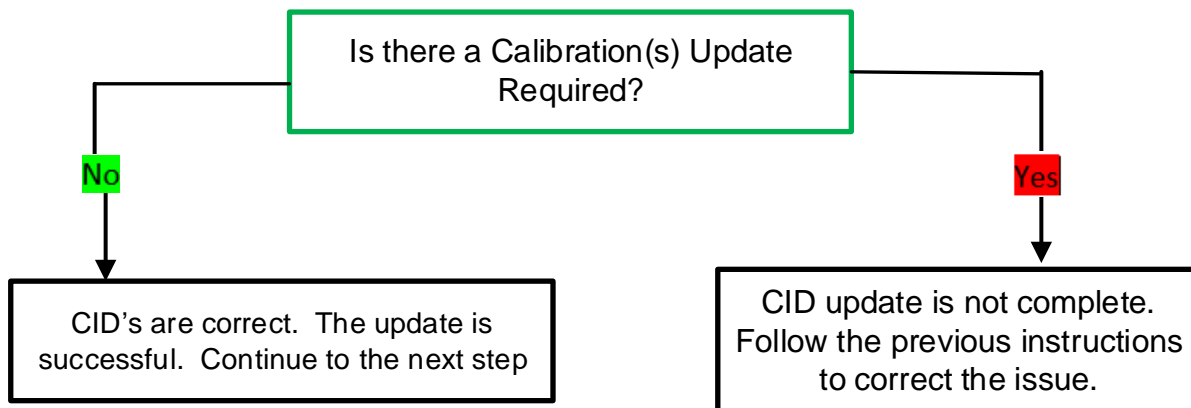 Is there a Calibration(s) Update
Required?
No
Yes
CID’s are correct.  The update is
successful.  Continue to the next step
CID update is not complete.
Follow the previous instructions
to correct the issue.